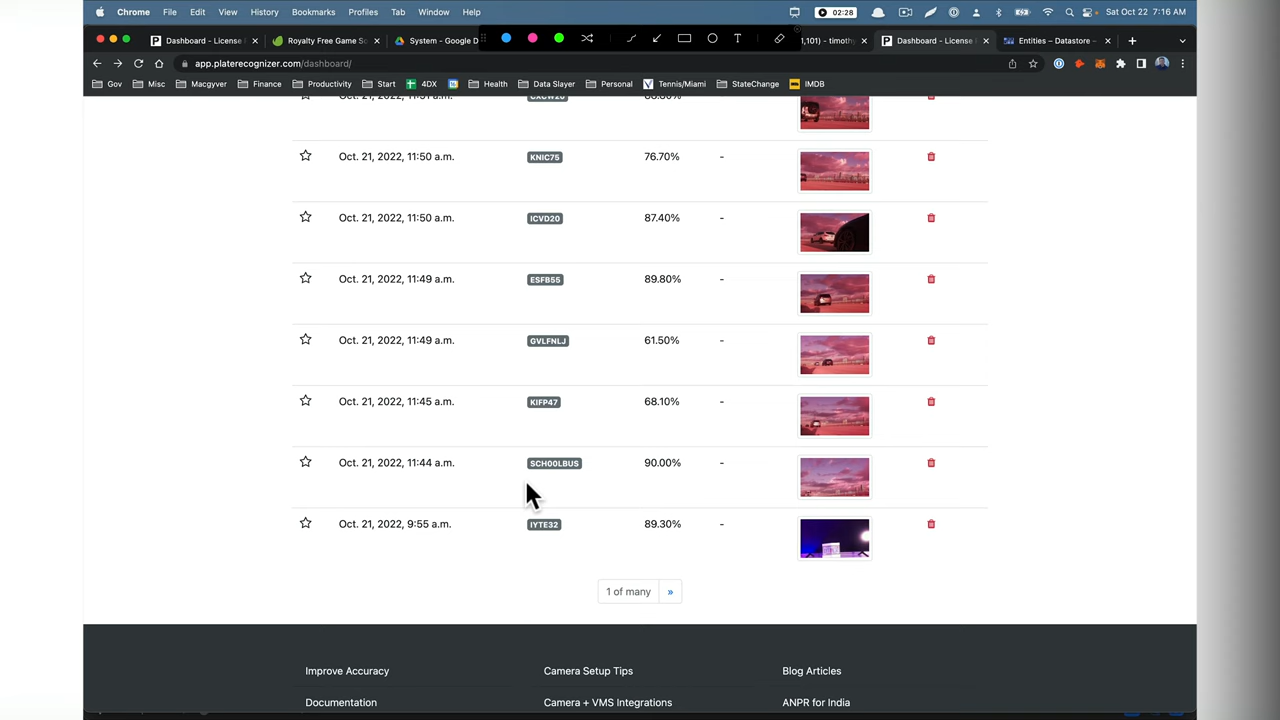 Chrome File Edit View History Bookmarks Profiles Tab Window Help 02:28 Sat Oct 22 7:16 AM
Dashboard - License Royalty Free Game So System - Google D T 1,101) - timothy Dashboard - License Entities – Datastore –
app.platerecognizer.com/dashboard/
Gov Misc Macgyver Finance Productivity Start 4DX Health Data Slayer Personal Tennis/Miami StateChange IMDB
KNIC75
Oct. 21, 2022, 11:50 a.m. 76.70% -
Oct. 21, 2022, 11:50 a.m. ICVD20 87.40% -
Oct. 21, 2022, 11:49 a.m. ESFB55 89.80% -
Oct. 21, 2022, 11:49 a.m. GVLFNLJ 61.50% -
Oct. 21, 2022, 11:45 a.m. KIFP47 68.10% -
Oct. 21, 2022, 11:44 a.m. SCH00LBUS 90.00% -
Oct. 21, 2022, 9:55 a.m. IYTE32 89.30% -
1 of many »
Improve Accuracy Camera Setup Tips Blog Articles
Documentation Camera + VMS Integrations ANPR for India